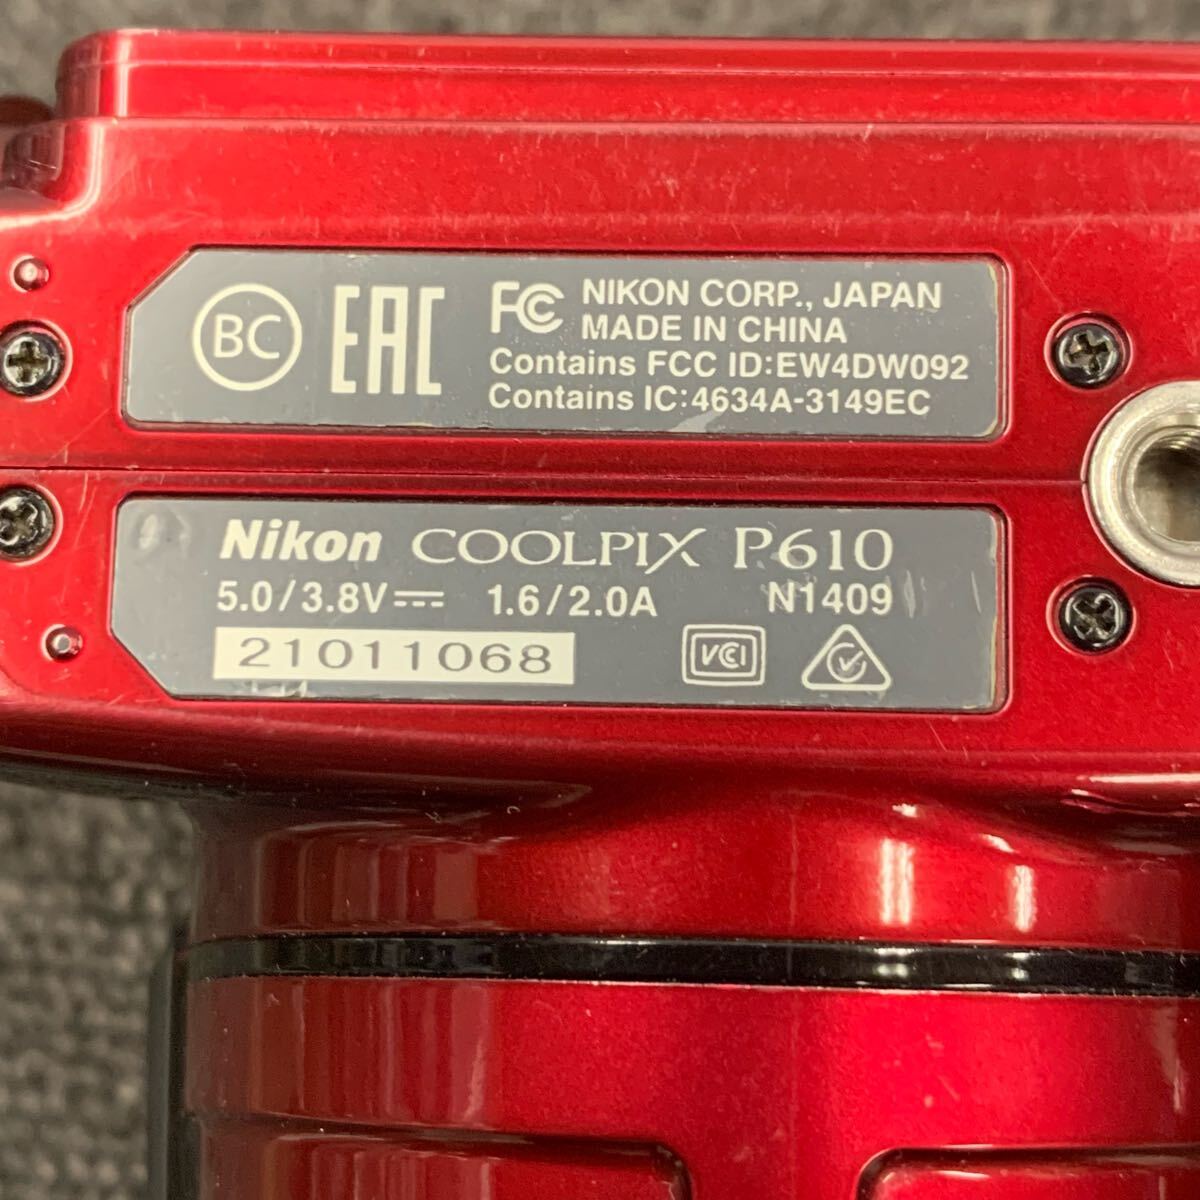 BC EAC FC NIKON CORP., JAPAN
MADE IN CHINA
Contains FCC ID:EW4DW092
Contains IC:4634A-3149EC
Nikon COOLPIX P610
5.0/3.8V⎓ 1.6/2.0A N1409
21011068 VCI